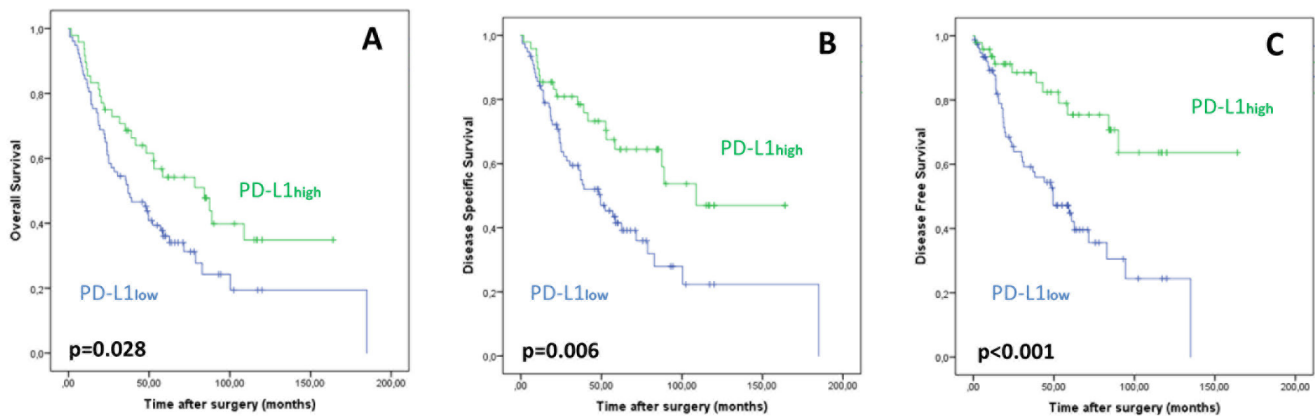 A
Overall Survival
1,0
0,8
0,6
0,4
0,2
0,0
PD-L1high
PD-L1low
p=0.028
,00 50,00 100,00 150,00 200,00
Time after surgery (months)
B
Disease Specific Survival
1,0
0,8
0,6
0,4
0,2
0,0
PD-L1high
PD-L1low
p=0.006
,00 50,00 100,00 150,00 200,00
Time after surgery (months)
C
Disease Free Survival
1,0
0,8
0,6
0,4
0,2
0,0
PD-L1high
PD-L1low
p<0.001
,00 50,00 100,00 150,00 200,00
Time after surgery (months)